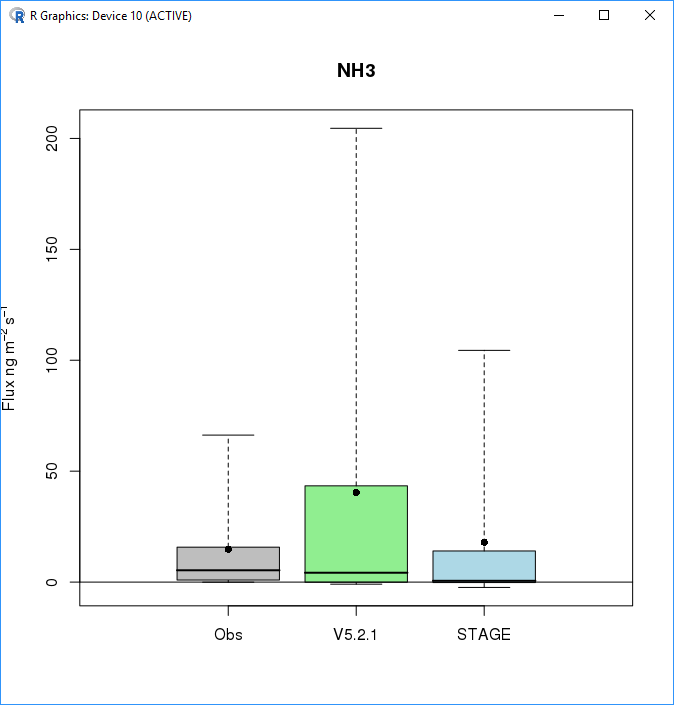 R Graphics: Device 10 (ACTIVE)
NH3
200
150
100
50
0
Flux ng m⁻² s⁻¹
Obs V5.2.1 STAGE